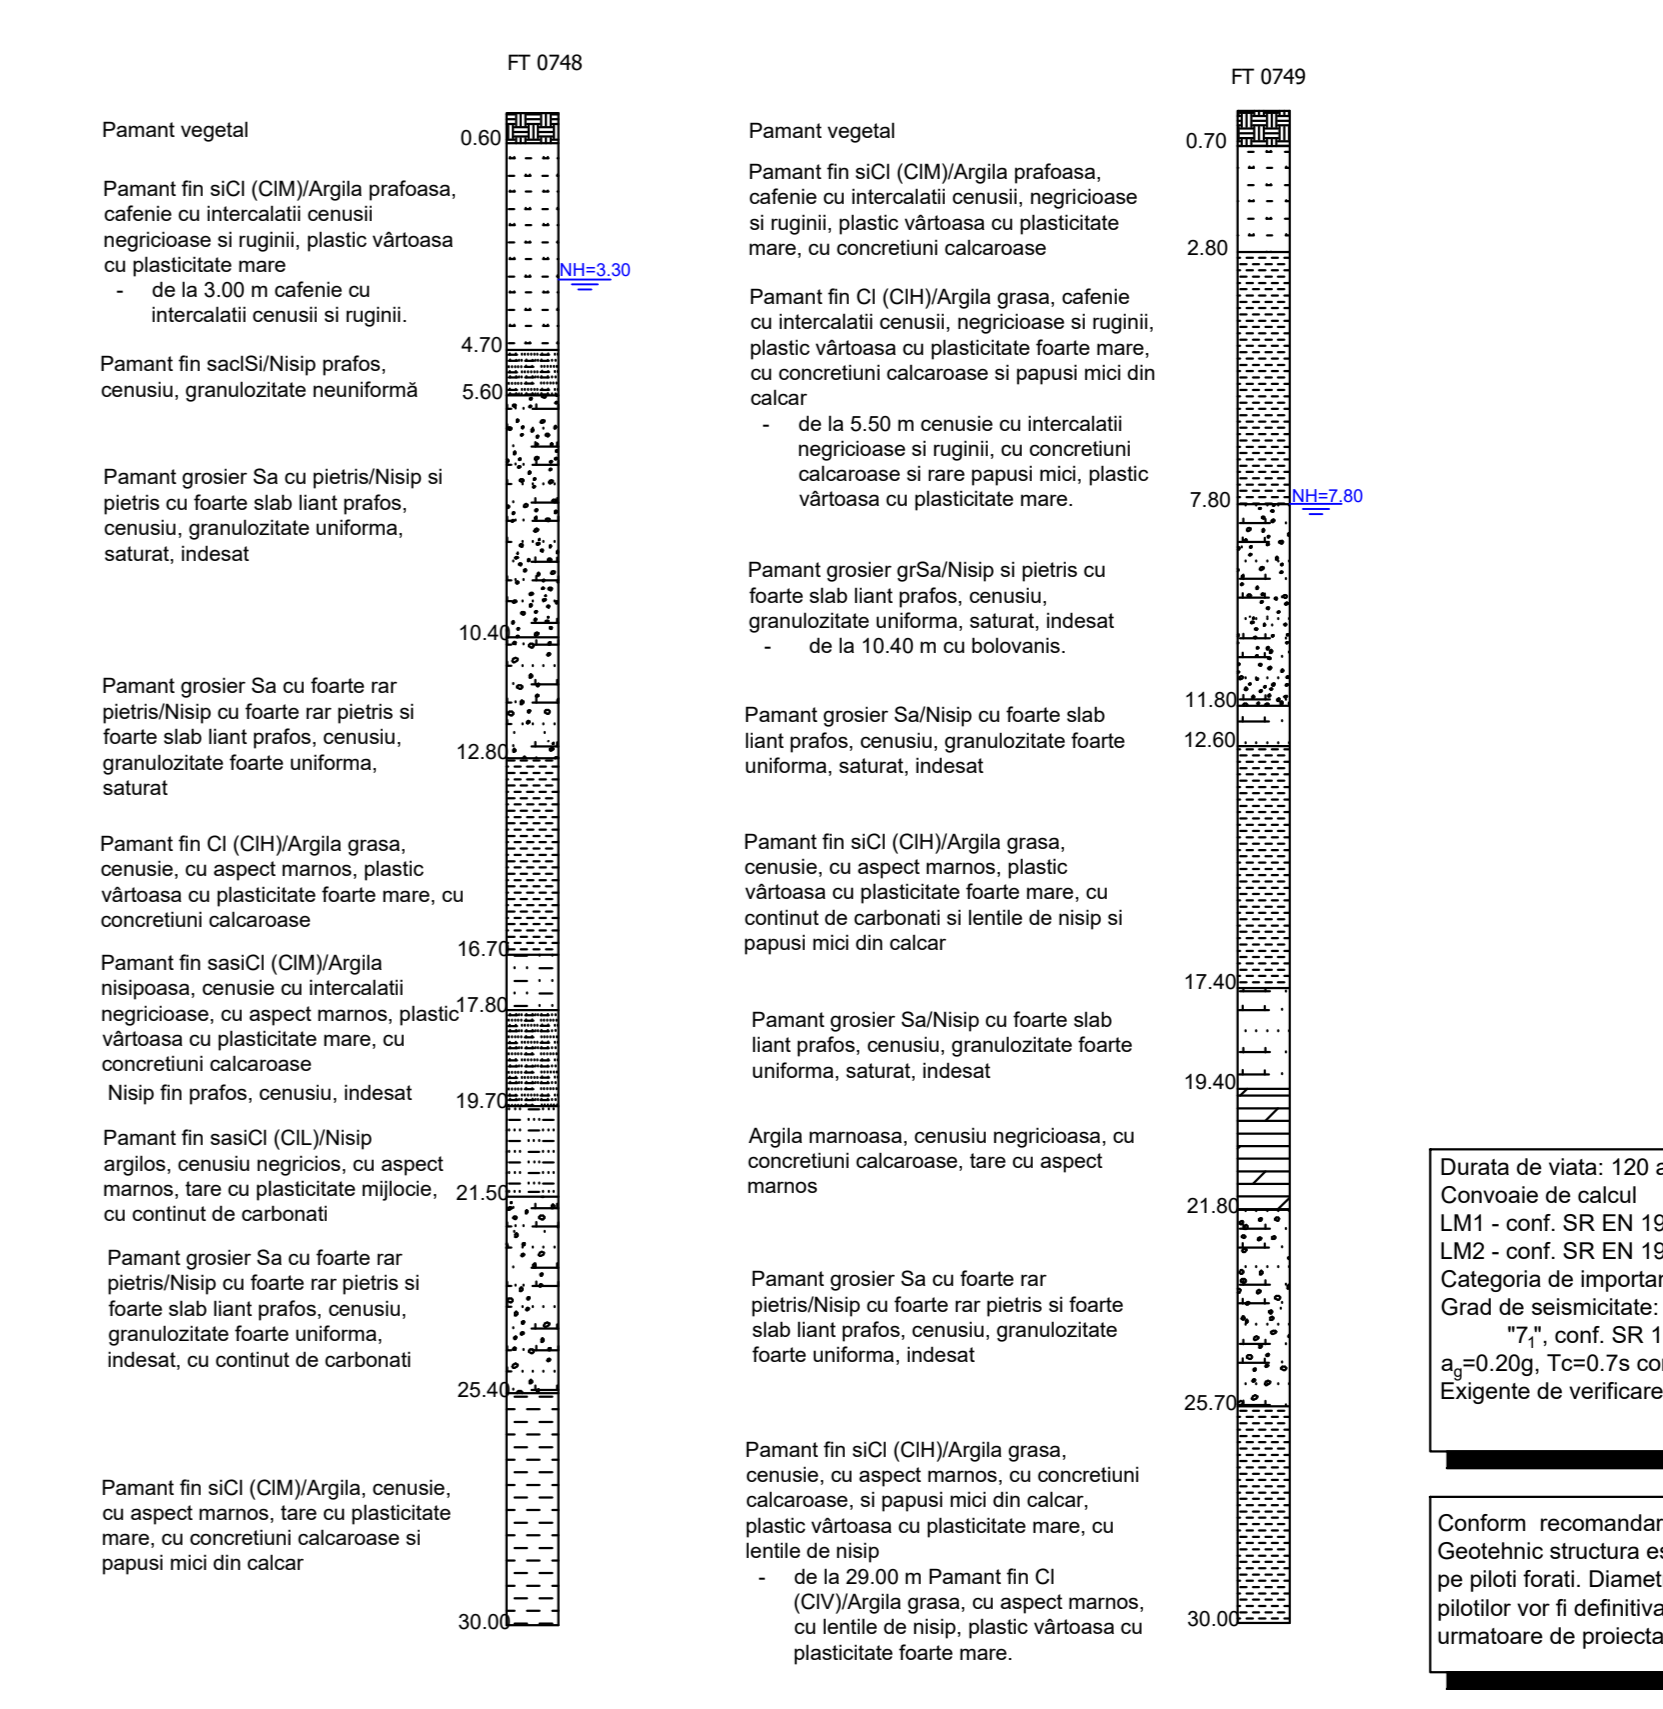 FT 0748
Pamant vegetal
0.60
Pamant fin siCl (ClM)/Argila prafoasa,
cafenie cu intercalatii cenusii
negricioase si ruginii, plastic vârtoasa
cu plasticitate mare
- de la 3.00 m cafenie cu
intercalatii cenusii si ruginii.
NH=3.30
4.70
Pamant fin saclSi/Nisip prafos,
cenusiu, granulozitate neuniformă
5.60
Pamant grosier Sa cu pietris/Nisip si
pietris cu foarte slab liant prafos,
cenusiu, granulozitate uniforma,
saturat, indesat
10.40
Pamant grosier Sa cu foarte rar
pietris/Nisip cu foarte rar pietris si
foarte slab liant prafos, cenusiu,
granulozitate foarte uniforma,
saturat
12.80
Pamant fin Cl (ClH)/Argila grasa,
cenusie, cu aspect marnos, plastic
vârtoasa cu plasticitate foarte mare, cu
concretiuni calcaroase
16.70
Pamant fin sasiCl (ClM)/Argila
nisipoasa, cenusie cu intercalatii
negricioase, cu aspect marnos, plastic
vârtoasa cu plasticitate mare, cu
concretiuni calcaroase
17.80
Nisip fin prafos, cenusiu, indesat
19.70
Pamant fin sasiCl (ClL)/Nisip
argilos, cenusiu negricios, cu aspect
marnos, tare cu plasticitate mijlocie,
cu continut de carbonati
21.50
Pamant grosier Sa cu foarte rar
pietris/Nisip cu foarte rar pietris si
foarte slab liant prafos, cenusiu,
granulozitate foarte uniforma,
indesat, cu continut de carbonati
25.40
Pamant fin siCl (ClM)/Argila, cenusie,
cu aspect marnos, tare cu plasticitate
mare, cu concretiuni calcaroase si
papusi mici din calcar
30.00
FT 0749
Pamant vegetal
0.70
Pamant fin siCl (ClM)/Argila prafoasa,
cafenie cu intercalatii cenusii, negricioase
si ruginii, plastic vârtoasa cu plasticitate
mare, cu concretiuni calcaroase
2.80
Pamant fin Cl (ClH)/Argila grasa, cafenie
cu intercalatii cenusii, negricioase si ruginii,
plastic vârtoasa cu plasticitate foarte mare,
cu concretiuni calcaroase si papusi mici din
calcar
- de la 5.50 m cenusie cu intercalatii
negricioase si ruginii, cu concretiuni
calcaroase si rare papusi mici, plastic
vârtoasa cu plasticitate mare.
7.80
NH=7.80
Pamant grosier grSa/Nisip si pietris cu
foarte slab liant prafos, cenusiu,
granulozitate uniforma, saturat, indesat
- de la 10.40 m cu bolovanis.
11.80
Pamant grosier Sa/Nisip cu foarte slab
liant prafos, cenusiu, granulozitate foarte
uniforma, saturat, indesat
12.60
Pamant fin siCl (ClH)/Argila grasa,
cenusie, cu aspect marnos, plastic
vârtoasa cu plasticitate foarte mare, cu
continut de carbonati si lentile de nisip si
papusi mici din calcar
17.40
Pamant grosier Sa/Nisip cu foarte slab
liant prafos, cenusiu, granulozitate foarte
uniforma, saturat, indesat
19.40
Argila marnoasa, cenusiu negricioasa, cu
concretiuni calcaroase, tare cu aspect
marnos
21.80
Pamant grosier Sa cu foarte rar
pietris/Nisip cu foarte rar pietris si foarte
slab liant prafos, cenusiu, granulozitate
foarte uniforma, indesat
25.70
Pamant fin siCl (ClH)/Argila grasa,
cenusie, cu aspect marnos, cu concretiuni
calcaroase, si papusi mici din calcar,
plastic vârtoasa cu plasticitate mare, cu
lentile de nisip
- de la 29.00 m Pamant fin Cl
(ClV)/Argila grasa, cu aspect marnos,
cu lentile de nisip, plastic vârtoasa cu
plasticitate foarte mare.
30.00
Durata de viata: 120 a
Convoaie de calcul
LM1 - conf. SR EN 19
LM2 - conf. SR EN 19
Categoria de importan
Grad de seismicitate:
"7₁", conf. SR 1
ag=0.20g, Tc=0.7s con
Exigente de verificare
Conform recomandar
Geotehnic structura es
pe piloti forati. Diamet
pilotilor vor fi definitiva
urmatoare de proiecta